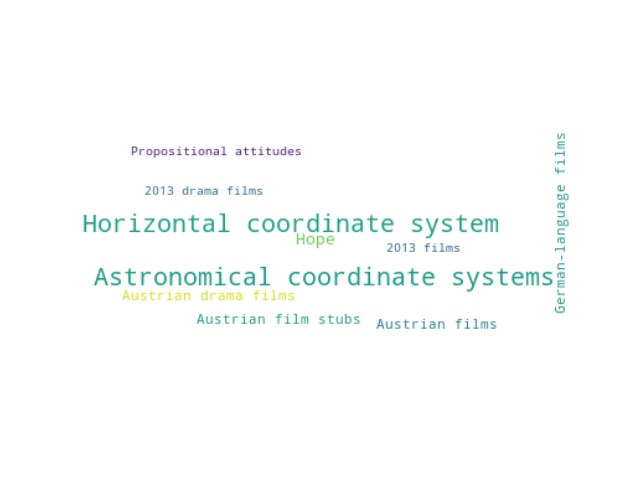 Propositional attitudes
2013 drama films
Horizontal coordinate system
Hope
2013 films
Astronomical coordinate systems
Austrian drama films
Austrian film stubs
Austrian films
German-language films